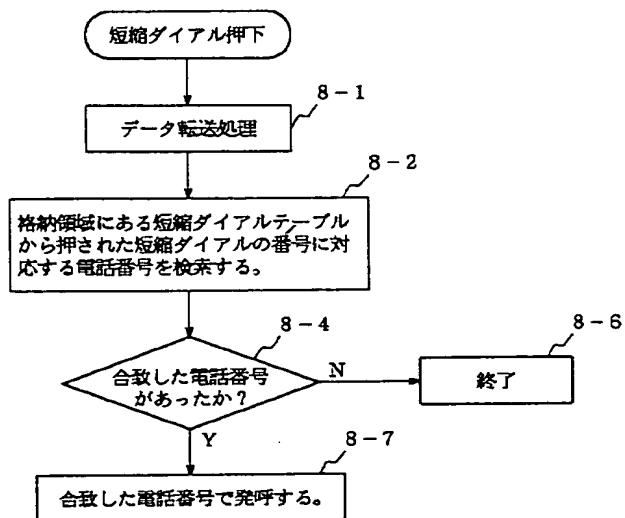 短縮ダイアル押下
8-1
データ転送処理
8-2
格納領域にある短縮ダイアルテーブル
から押された短縮ダイアルの番号に対
応する電話番号を検索する。
8-4
合致した電話番号
があったか?
N
8-6
終了
Y
8-7
合致した電話番号で発呼する。